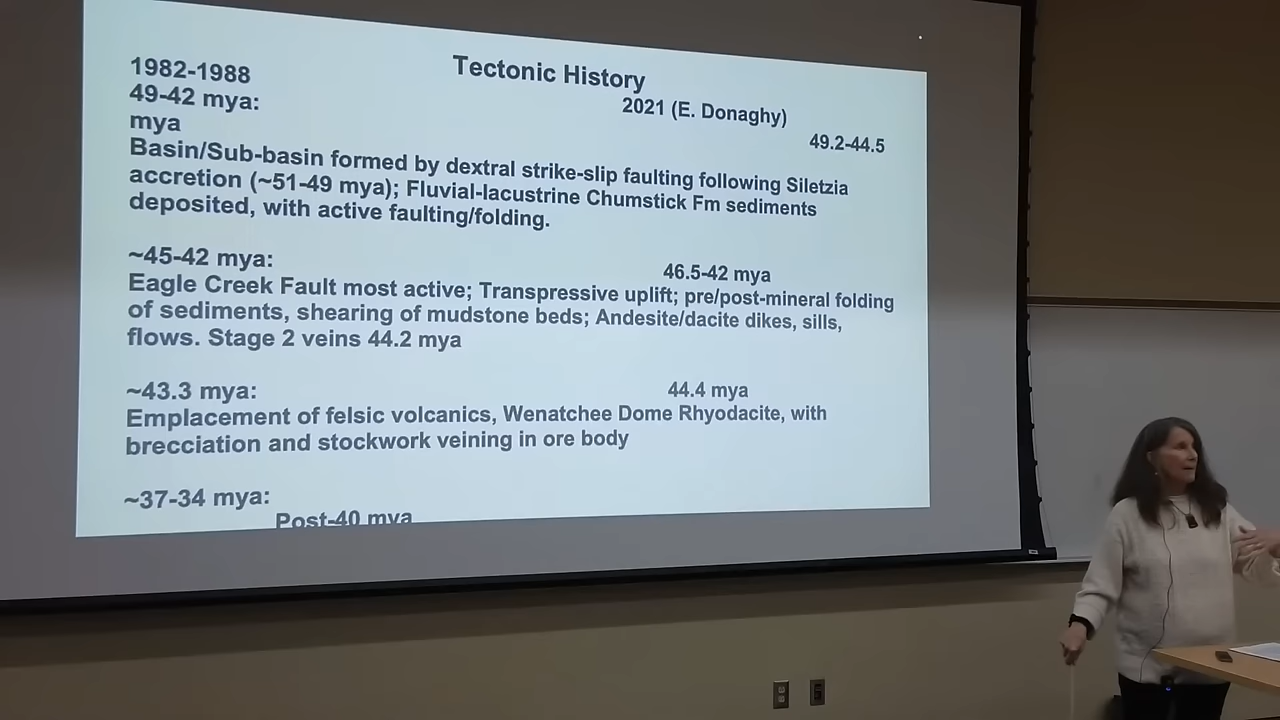 Tectonic History
1982-1988
2021 (E. Donaghy)
49-42 mya:
49.2-44.5
mya
Basin/Sub-basin formed by dextral strike-slip faulting following Siletzia
accretion (~51-49 mya); Fluvial-lacustrine Chumstick Fm sediments
deposited, with active faulting/folding.
~45-42 mya:
46.5-42 mya
Eagle Creek Fault most active; Transpressive uplift; pre/post-mineral folding
of sediments, shearing of mudstone beds; Andesite/dacite dikes, sills,
flows. Stage 2 veins 44.2 mya
~43.3 mya:
44.4 mya
Emplacement of felsic volcanics, Wenatchee Dome Rhyodacite, with
brecciation and stockwork veining in ore body
~37-34 mya:
Post-40 mya